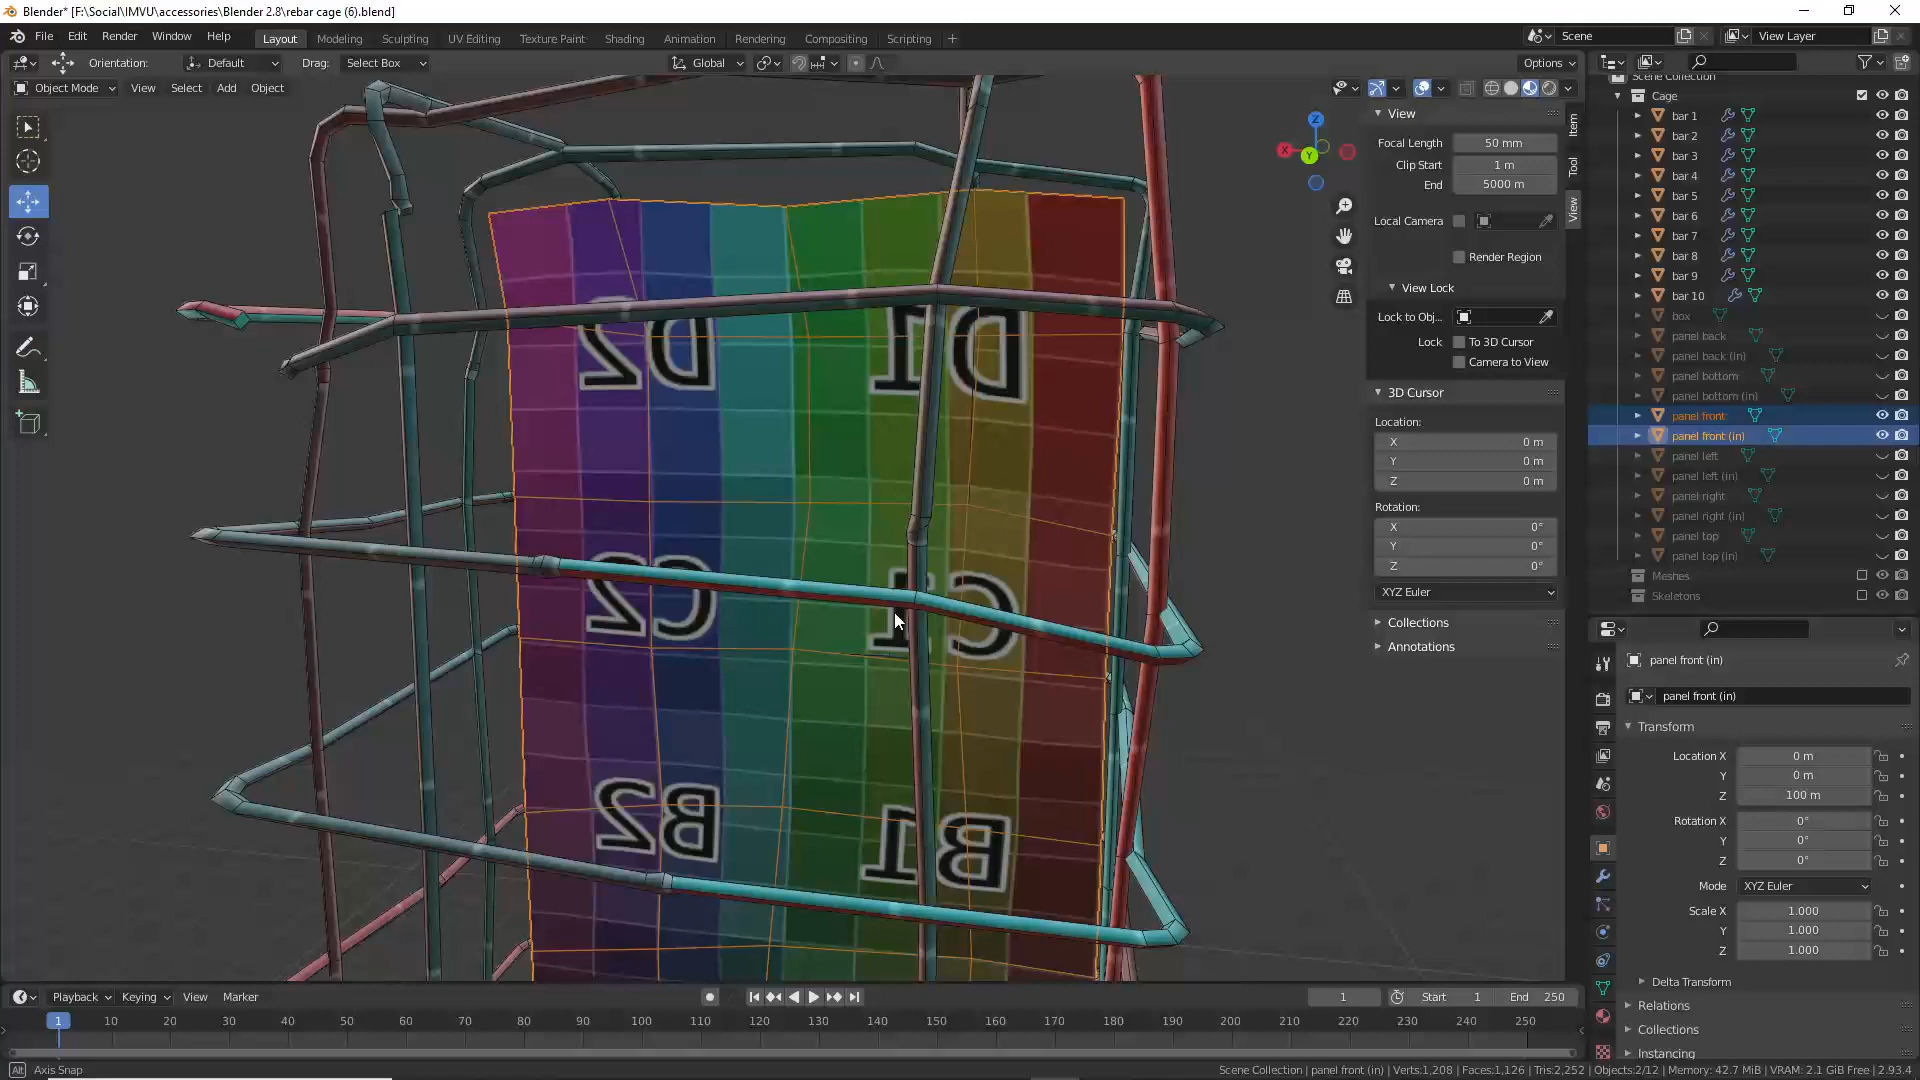 Blender* [F:\Social\IMVU\accessories\Blender 2.8\rebar cage (6).blend]
File Edit Render Window Help Layout Modeling Sculpting UV Editing Texture Paint Shading Animation Rendering Compositing Scripting + Scene View Layer
Orientation: Default Drag: Select Box Global Options
Object Mode View Select Add Object
Z
X
Y
D2 D1
C2 C1
B2 B1
Item
Tool
View
View
Focal Length 50 mm
Clip Start 1 m
End 5000 m
Local Camera
Render Region
View Lock
Lock to Obj...
Lock To 3D Cursor
Camera to View
3D Cursor
Location:
X 0 m
Y 0 m
Z 0 m
Rotation:
X 0°
Y 0°
Z 0°
XYZ Euler
Collections
Annotations
Scene Collection
Cage
bar 1
bar 2
bar 3
bar 4
bar 5
bar 6
bar 7
bar 8
bar 9
bar 10
box
panel back
panel back (in)
panel bottom
panel bottom (in)
panel front
panel front (in)
panel left
panel left (in)
panel right
panel right (in)
panel top
panel top (in)
Meshes
Skeletons
panel front (in)
panel front (in)
Transform
Location X 0 m
Y 0 m
Z 100 m
Rotation X 0°
Y 0°
Z 0°
Mode XYZ Euler
Scale X 1.000
Y 1.000
Z 1.000
Delta Transform
Relations
Collections
Instancing
Playback Keying View Marker 1 Start 1 End 250
1 10 20 30 40 50 60 70 80 90 100 110 120 130 140 150 160 170 180 190 200 210 220 230 240 250
Alt Axis Snap
Scene Collection | panel front (in) | Verts:1,208 | Faces:1,126 | Tris:2,252 | Objects:2/12 | Memory: 42.7 MiB | VRAM: 2.1 GiB Free | 2.93.4